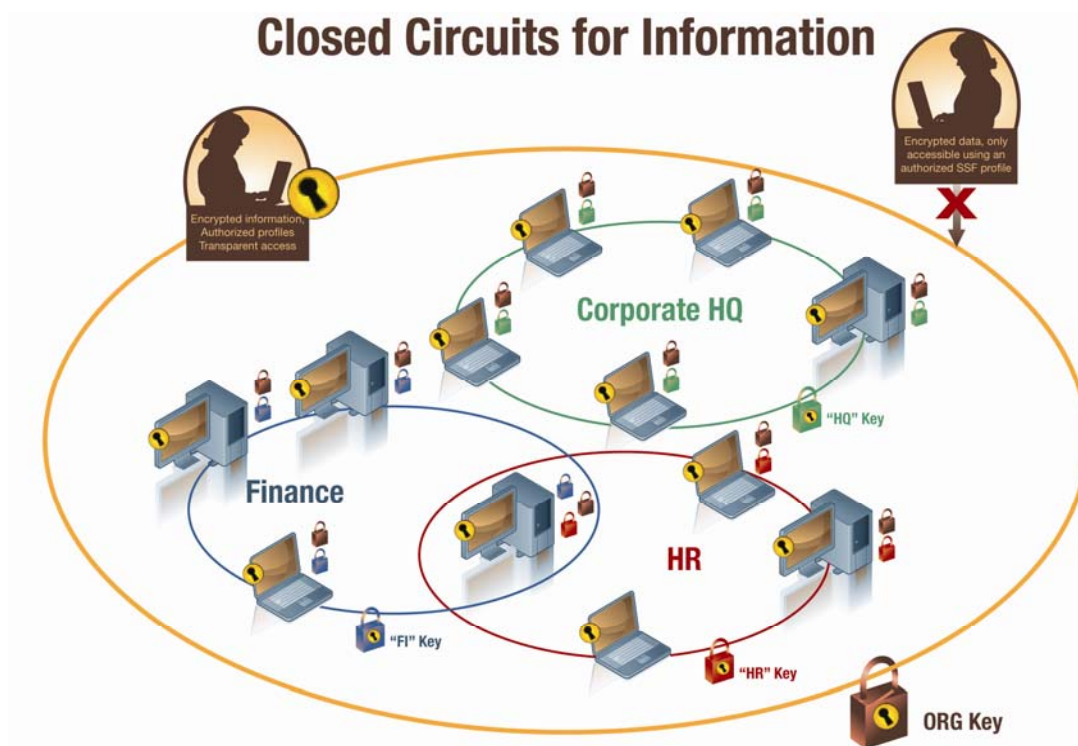 Closed Circuits for Information
Encrypted information,
Authorized profiles
Transparent access
Encrypted data, only
accessible using an
authorized SSF profile
Corporate HQ
"HQ" Key
Finance
"FI" Key
HR
"HR" Key
ORG Key